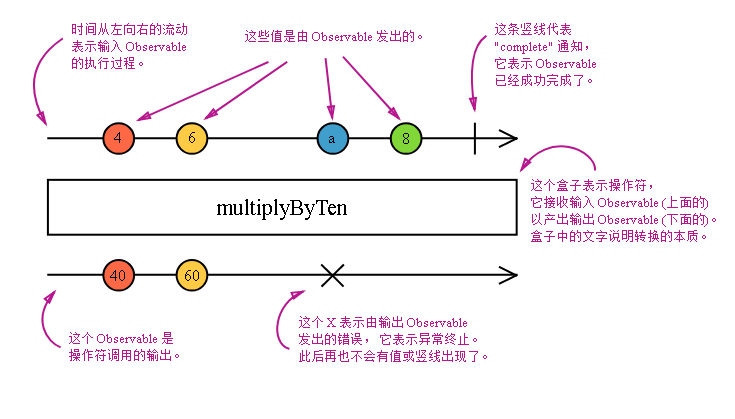 时间从左向右的流动
表示输入 Observable
的执行过程。
这些值是由 Observable 发出的。
这条竖线代表
"complete" 通知，
它表示 Observable
已经成功完成了。
4
6
a
8
multiplyByTen
这个盒子表示操作符，
它接收输入 Observable (上面的)
以产出输出 Observable (下面的)。
盒子中的文字说明转换的本质。
40
60
这个 Observable 是
操作符调用的输出。
这个 X 表示由输出 Observable
发出的错误， 它表示异常终止。
此后再也不会有值或竖线出现了。